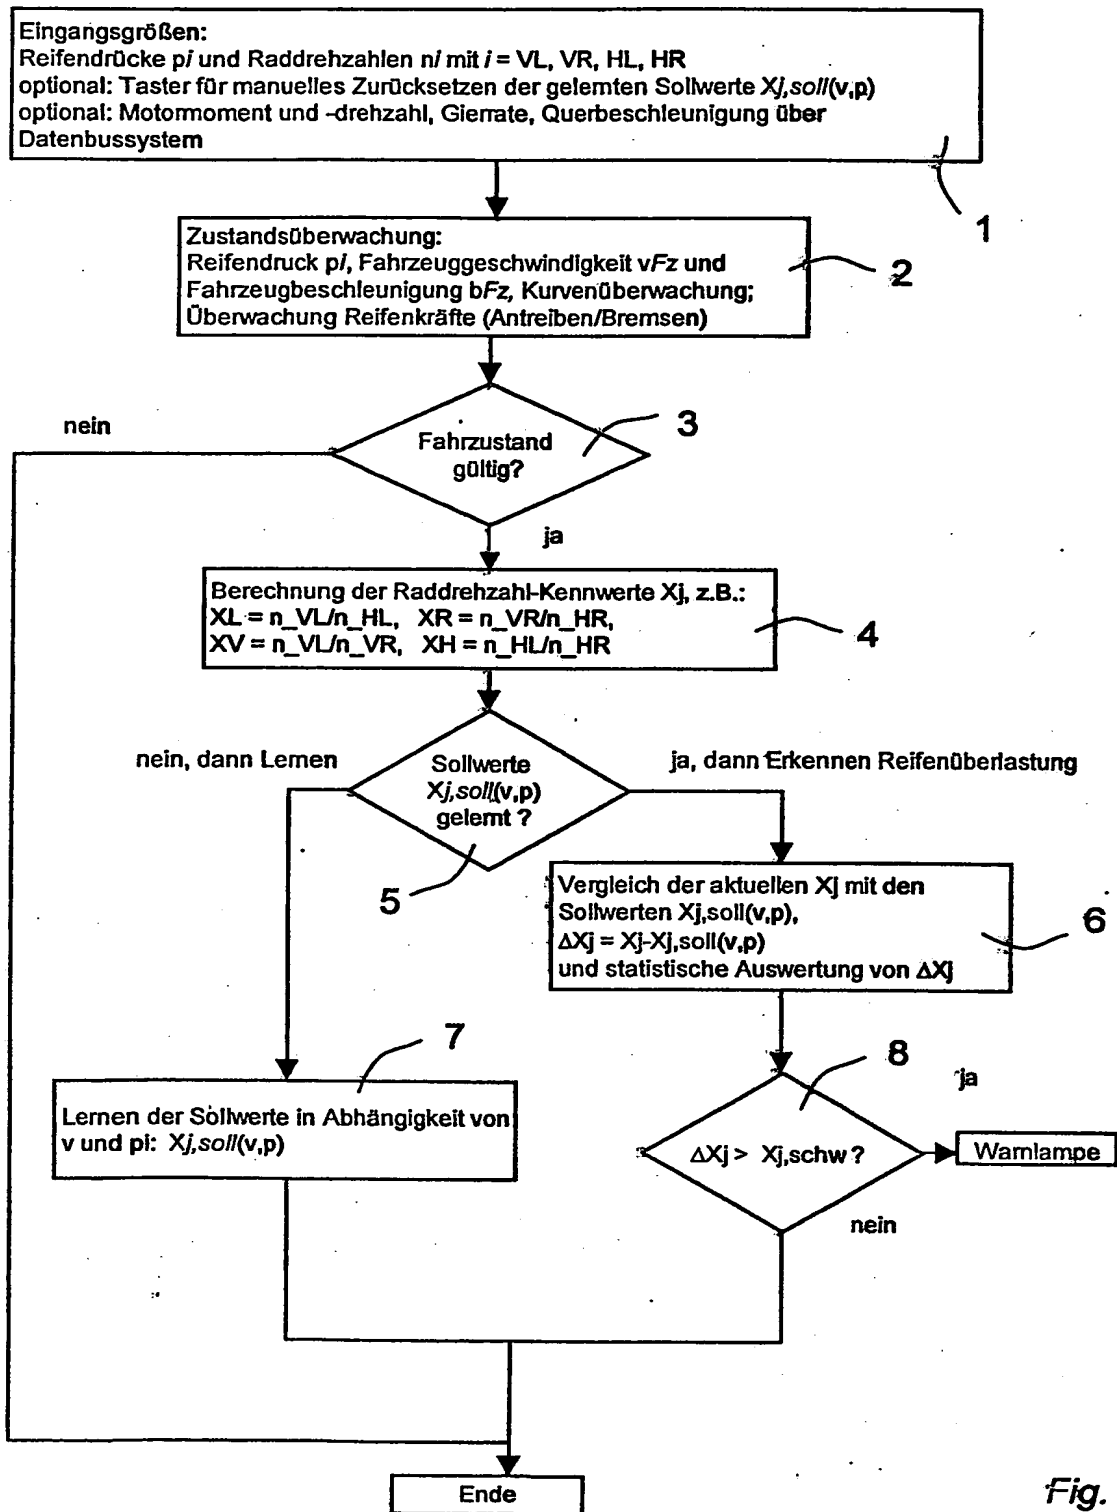 Eingangsgrößen:
Reifendrücke pi und Raddrehzahlen ni mit i = VL, VR, HL, HR
optional: Taster für manuelles Zurücksetzen der gelernten Sollwerte Xj,soll(v,p)
optional: Motormoment und -drehzahl, Gierrate, Querbeschleunigung über
Datenbussystem
1
Zustandsüberwachung:
Reifendruck pi, Fahrzeuggeschwindigkeit vFz und
Fahrzeugbeschleunigung bFz, Kurvenüberwachung;
Überwachung Reifenkräfte (Antreiben/Bremsen)
2
nein
Fahrzustand
gültig?
3
ja
Berechnung der Raddrehzahl-Kennwerte Xj, z.B.:
XL = n_VL/n_HL, XR = n_VR/n_HR,
XV = n_VL/n_VR, XH = n_HL/n_HR
4
nein, dann Lernen
Sollwerte
Xj,soll(v,p)
gelernt ?
5
ja, dann Erkennen Reifenüberlastung
Vergleich der aktuellen Xj mit den
Sollwerten Xj,soll(v,p),
ΔXj = Xj-Xj,soll(v,p)
und statistische Auswertung von ΔXj
6
7
Lernen der Sollwerte in Abhängigkeit von
v und pi: Xj,soll(v,p)
8
ja
ΔXj > Xj,schw ?
Warnlampe
nein
Ende
Fig.